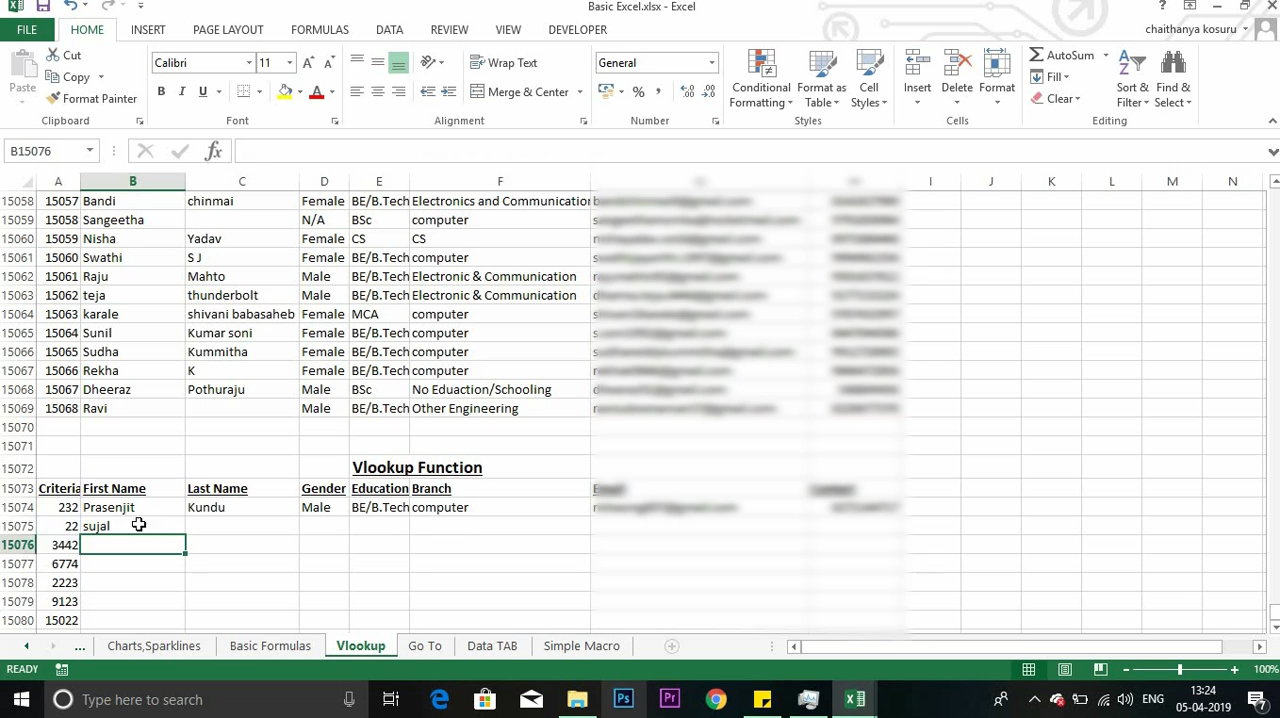 Basic Excel.xlsx - Excel
FILE HOME INSERT PAGE LAYOUT FORMULAS DATA REVIEW VIEW DEVELOPER chaithanya kosuru
Cut
Copy
Format Painter
Paste
Calibri 11
B I U
Wrap Text
Merge & Center
General
Conditional Formatting Format as Table Cell Styles
Insert Delete Format
AutoSum
Fill
Clear
Sort & Filter Find & Select
Clipboard Font Alignment Number Styles Cells Editing
B15076 fx
A B C D E F I J K L M N
15058 15057 Bandi chinmai Female BE/B.Tech Electronics and Communication
15059 15058 Sangeetha N/A BSc computer
15060 15059 Nisha Yadav Female CS CS
15061 15060 Swathi S J Female BE/B.Tech computer
15062 15061 Raju Mahto Male BE/B.Tech Electronic & Communication
15063 15062 teja thunderbolt Male BE/B.Tech Electronic & Communication
15064 15063 karale shivani babasaheb Female MCA computer
15065 15064 Sunil Kumar soni Female BE/B.Tech computer
15066 15065 Sudha Kummitha Female BE/B.Tech computer
15067 15066 Rekha K Female BE/B.Tech computer
15068 15067 Dheeraz Pothuraju Male BSc No Eduaction/Schooling
15069 15068 Ravi Male BE/B.Tech Other Engineering
15070
15071
15072 Vlookup Function
15073 Criteria First Name Last Name Gender Education Branch
15074 232 Prasenjit Kundu Male BE/B.Tech computer
15075 22 sujal
15076 3442
15077 6774
15078 2223
15079 9123
15080 15022
... Charts,Sparklines Basic Formulas Vlookup Go To Data TAB Simple Macro
READY 100%
Type here to search ENG 13:24
05-04-2019